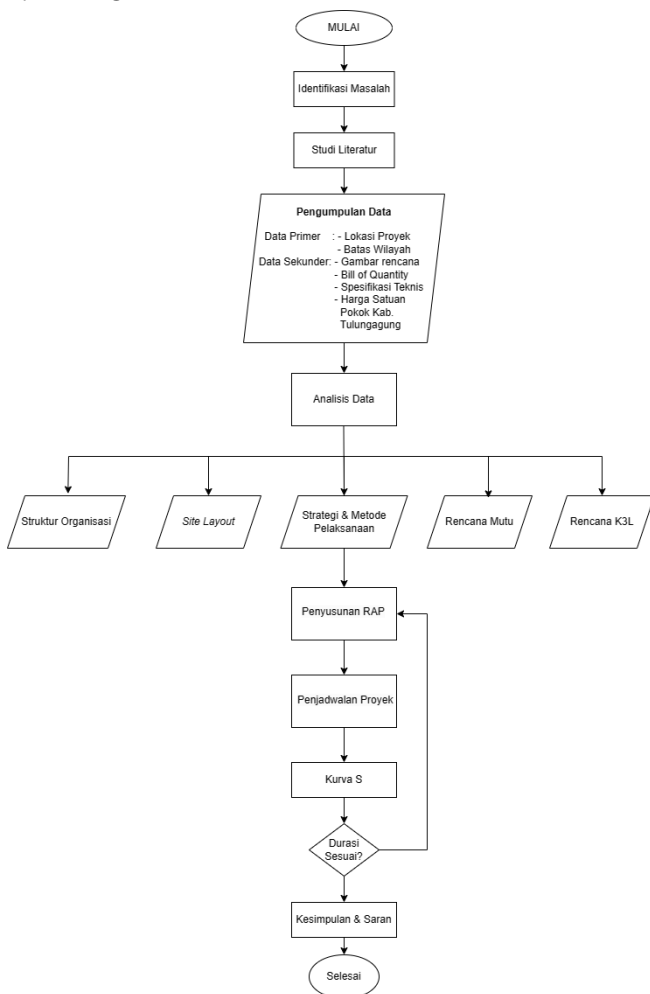 MULAI
Identifikasi Masalah
Studi Literatur
Pengumpulan Data
Data Primer : - Lokasi Proyek
- Batas Wilayah
Data Sekunder: - Gambar rencana
- Bill of Quantity
- Spesifikasi Teknis
- Harga Satuan
Pokok Kab.
Tulungagung
Analisis Data
Struktur Organisasi
Site Layout
Strategi & Metode
Pelaksanaan
Rencana Mutu
Rencana K3L
Penyusunan RAP
Penjadwalan Proyek
Kurva S
Durasi
Sesuai?
Kesimpulan & Saran
Selesai